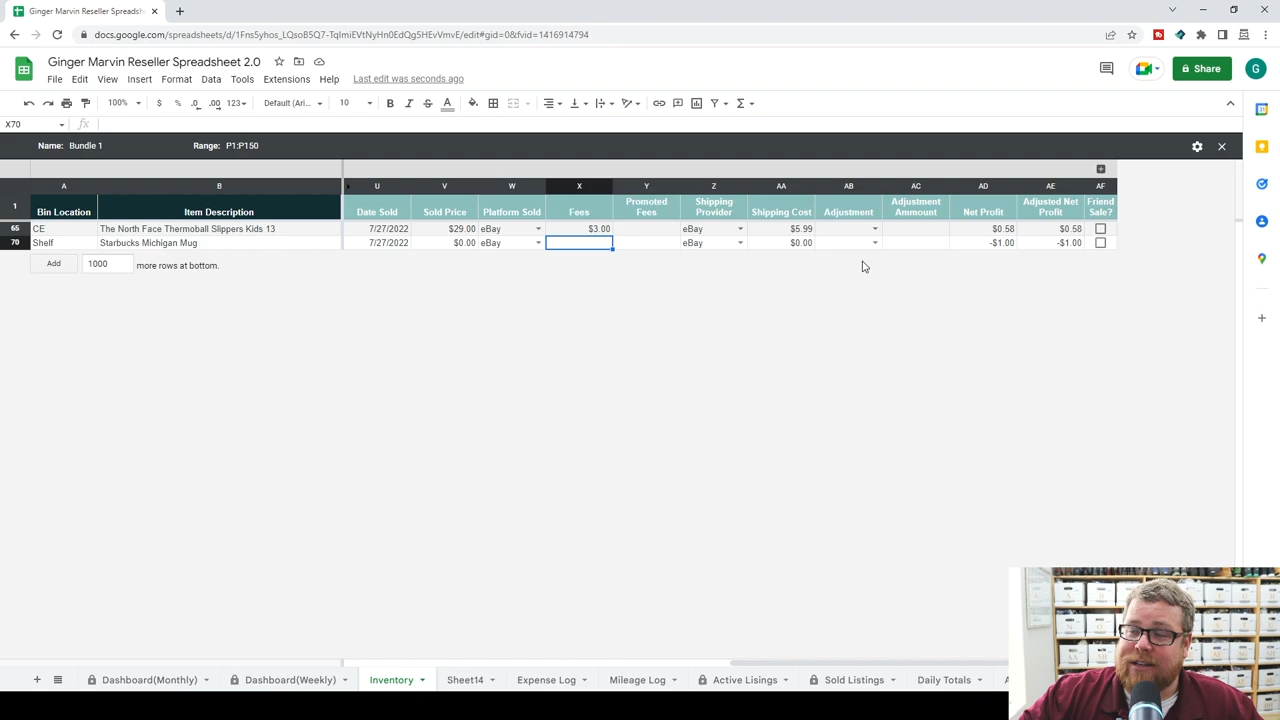 Ginger Marvin Reseller Spreadsh
docs.google.com/spreadsheets/d/1Fns5yhos_LQsoB5Q7-TqImiEVtNyHn0EdQg5HEvVmvE/edit#gid=0&fvid=1416914794
Ginger Marvin Reseller Spreadsheet 2.0
File Edit View Insert Format Data Tools Extensions Help Last edit was seconds ago
Share
G
100% $ % .0 .00 123 Default (Ari... 10 B I S A
X70 fx
Name: Bundle 1 Range: P1:P150
A B U V W X Y Z AA AB AC AD AE AF
1 Bin Location Item Description Date Sold Sold Price Platform Sold Fees Promoted Fees Shipping Provider Shipping Cost Adjustment Adjustment Ammount Net Profit Adjusted Net Profit Friend Sale?
65 CE The North Face Thermoball Slippers Kids 13 7/27/2022 $29.00 eBay $3.00 eBay $5.99 $0.58 $0.58
70 Shelf Starbucks Michigan Mug 7/27/2022 $0.00 eBay eBay $0.00 -$1.00 -$1.00
Add 1000 more rows at bottom.
Dashboard(Monthly) Dashboard(Weekly) Inventory Sheet14 Expense Log Mileage Log Active Lisings Sold Listings Daily Totals